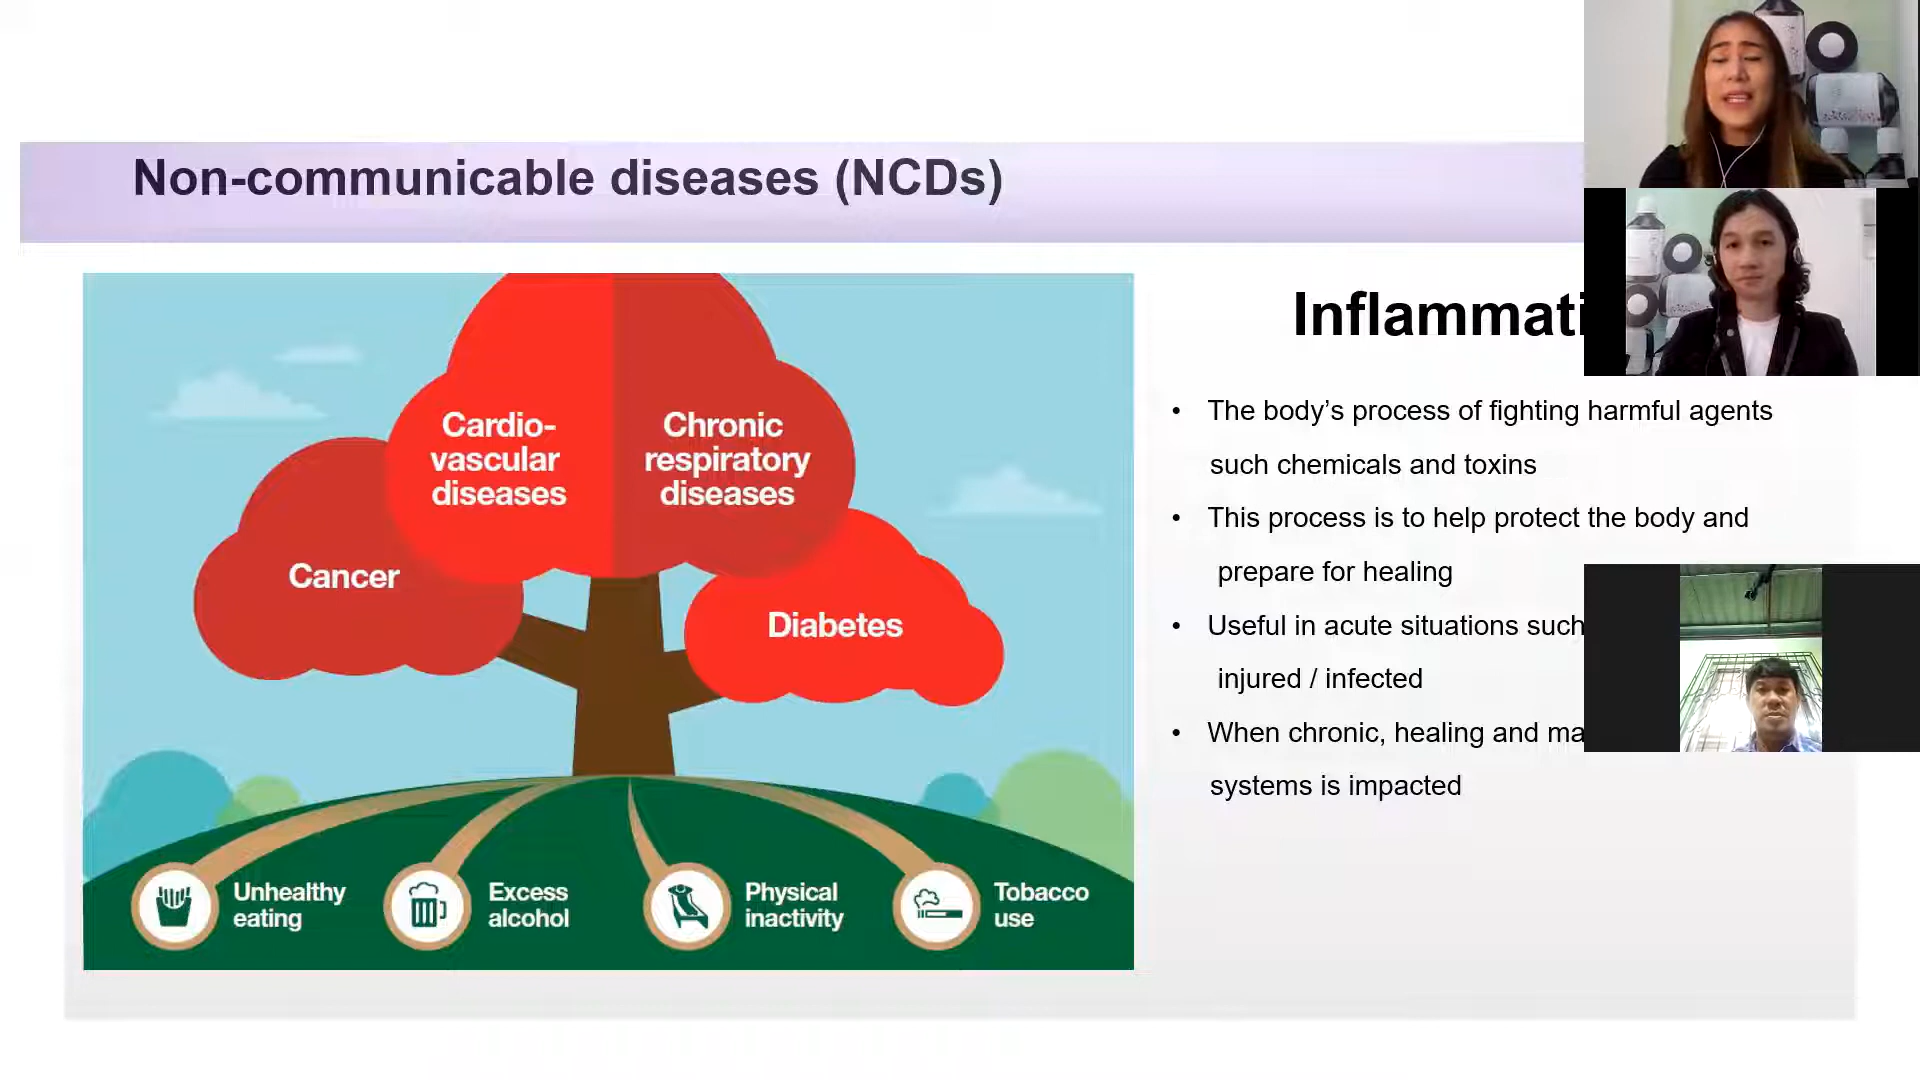 Non-communicable diseases (NCDs)
Cardio-
vascular
diseases
Chronic
respiratory
diseases
Cancer
Diabetes
Unhealthy
eating
Excess
alcohol
Physical
inactivity
Tobacco
use
Inflammati
• The body’s process of fighting harmful agents
such chemicals and toxins
• This process is to help protect the body and
prepare for healing
• Useful in acute situations such
injured / infected
• When chronic, healing and ma
systems is impacted